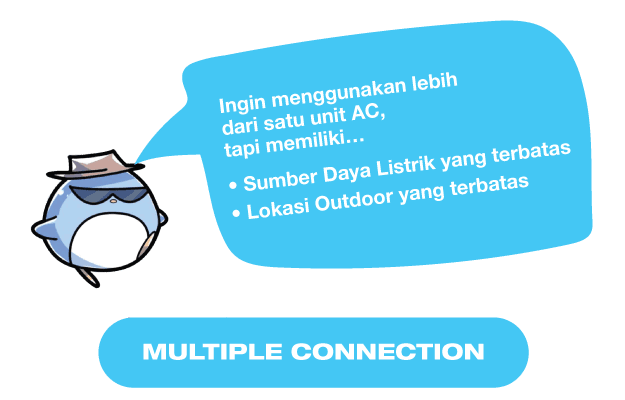 Ingin menggunakan lebih
dari satu unit AC,
tapi memiliki...
• Sumber Daya Listrik yang terbatas
• Lokasi Outdoor yang terbatas
MULTIPLE CONNECTION